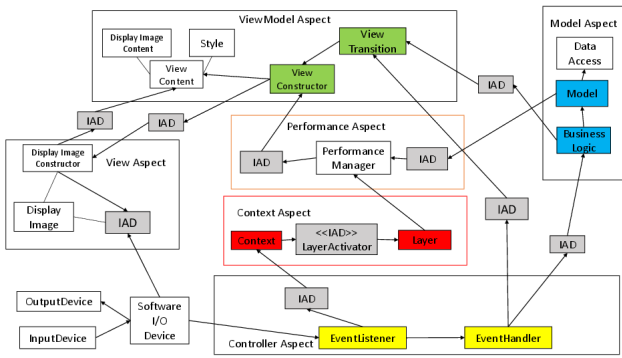 ViewModel Aspect
Model Aspect
Display Image
Content
Style
View
Transition
Data
Access
View
Content
View
Constructor
IAD
Model
IAD
IAD
Performance Aspect
Business
Logic
Display Image
Constructor
View Aspect
IAD
Performance
Manager
IAD
Display
Image
IAD
Context Aspect
IAD
Context
<<IAD>>
LayerActivator
Layer
IAD
OutputDevice
Software
I/O
Device
IAD
InputDevice
EventListener
EventHandler
Controller Aspect